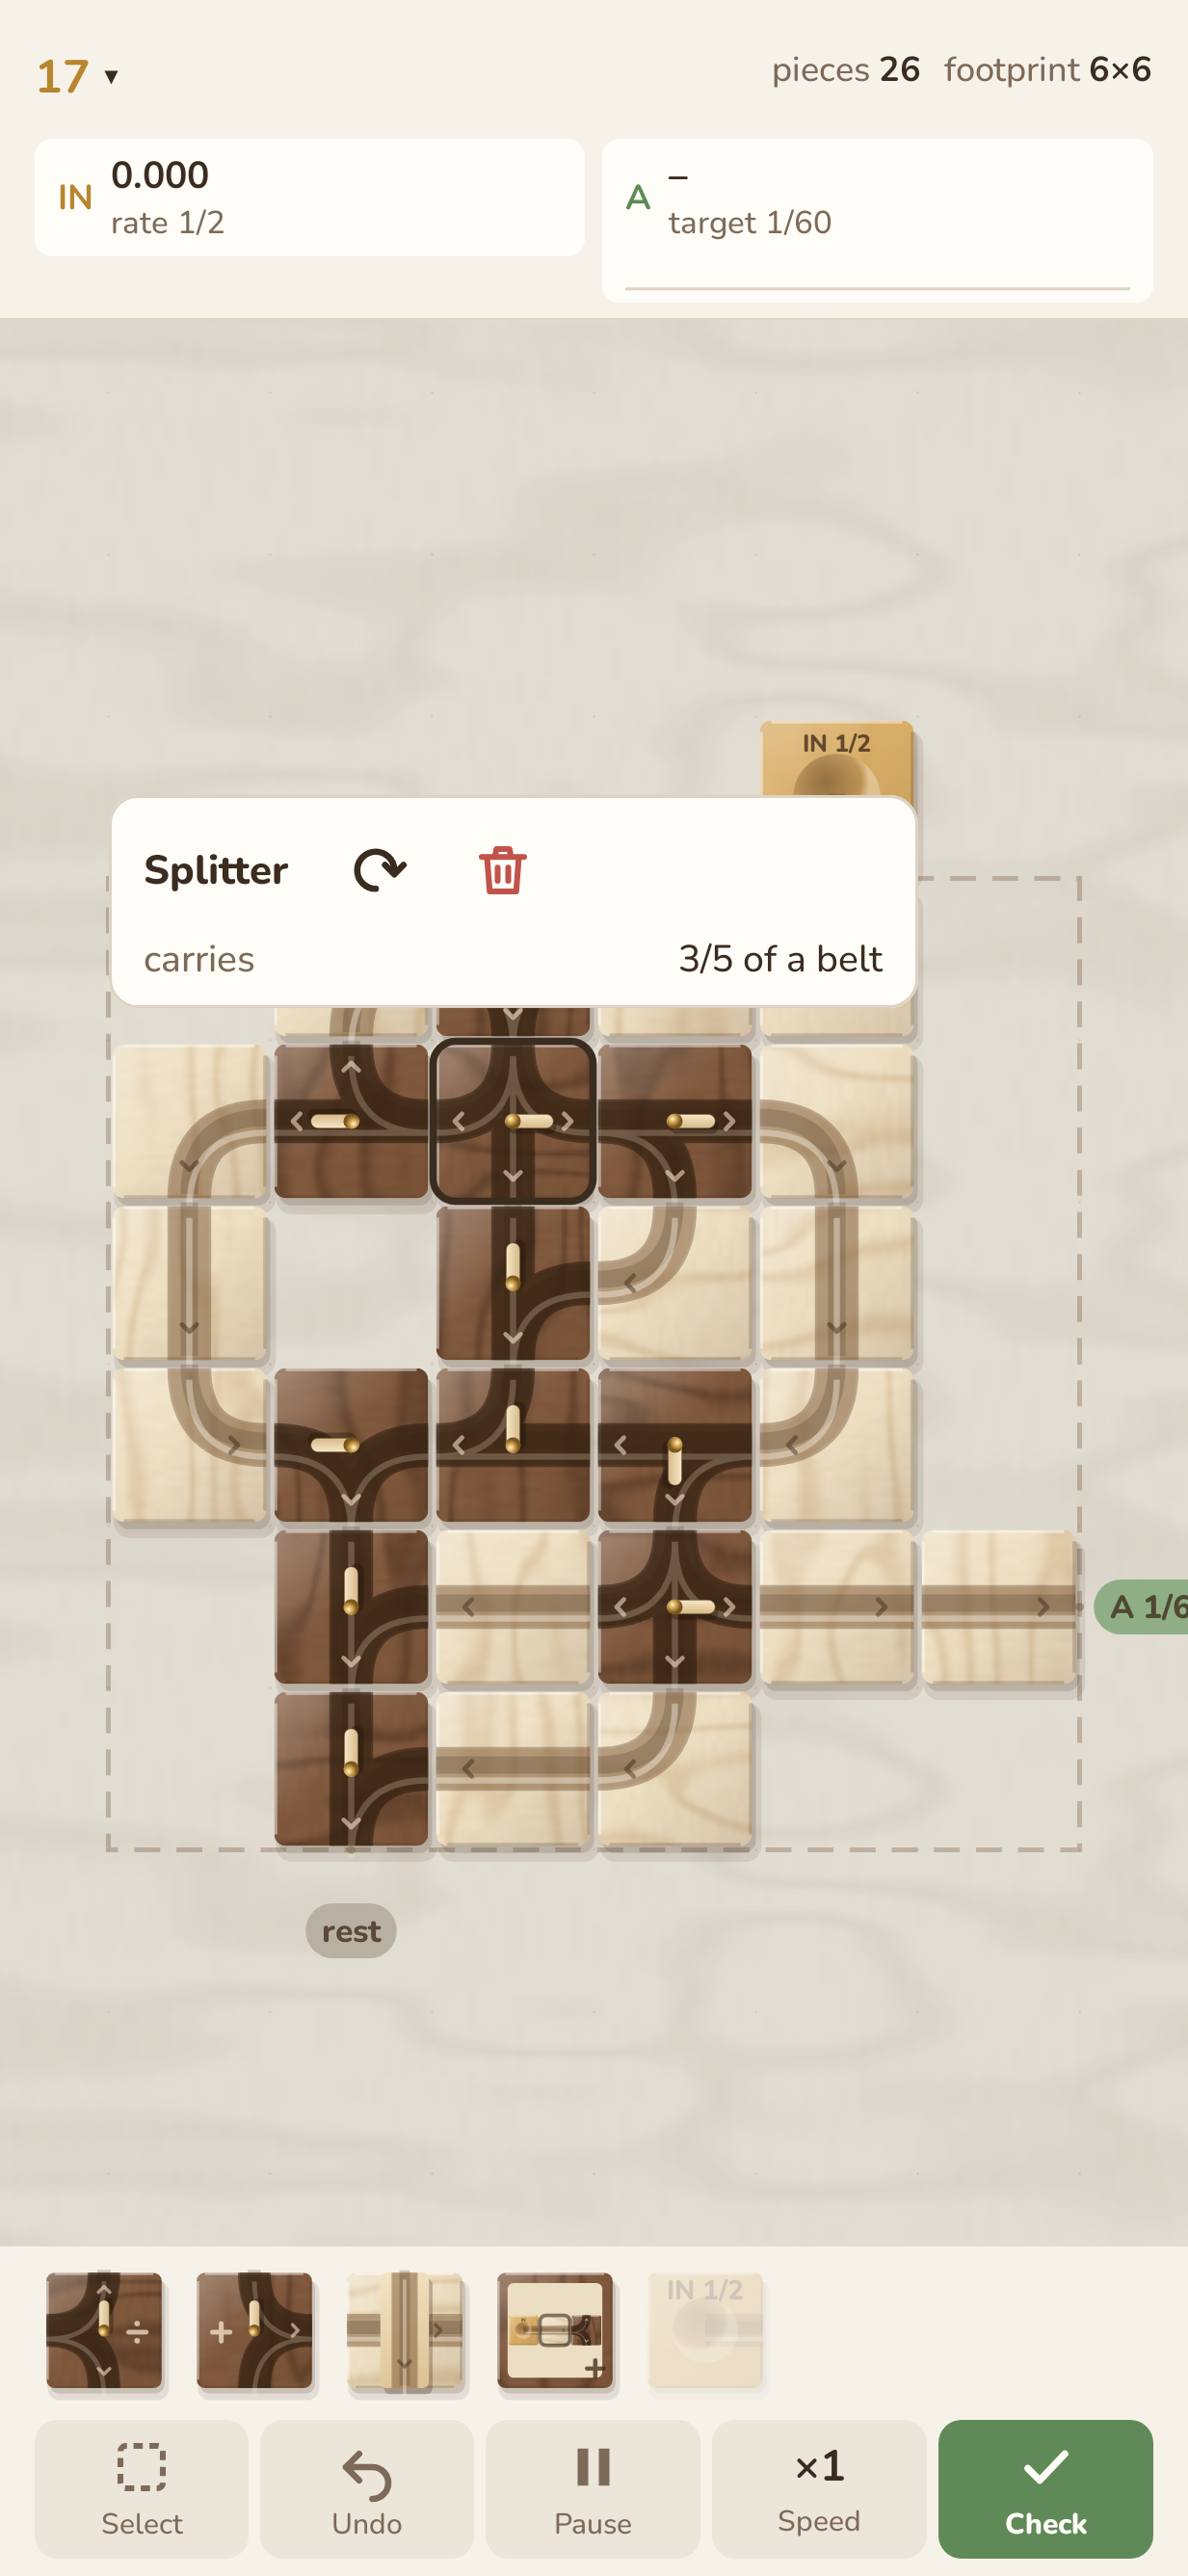 17 ▾
pieces 26 footprint 6×6
IN 0.000
rate 1/2
A –
target 1/60
IN 1/2
Splitter
carries 3/5 of a belt
A 1/6
rest
÷
+
+
IN 1/2
Select
Undo
Pause
×1
Speed
Check